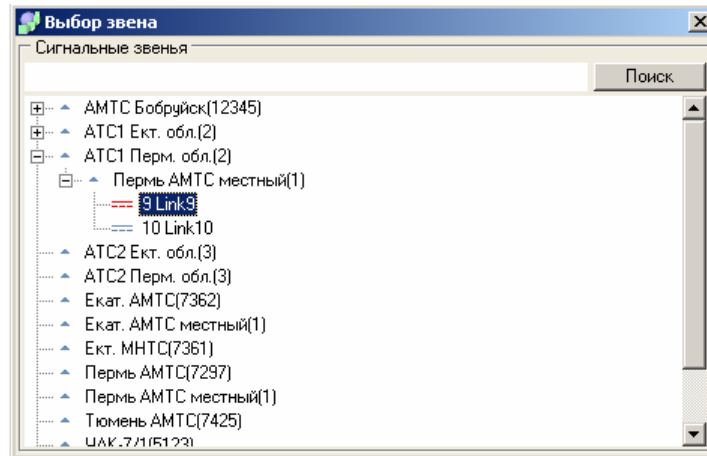 Выбор звена
Сигнальные звенья
Поиск
АМТС Бобруйск(12345)
АТС1 Ект. обл.(2)
АТС1 Перм. обл.(2)
Пермь АМТС местный(1)
9 Link9
10 Link10
АТС2 Ект. обл.(3)
АТС2 Перм. обл.(3)
Екат. АМТС(7362)
Екат. АМТС местный(1)
Ект. МНТС(7361)
Пермь АМТС(7297)
Пермь АМТС местный(1)
Тюмень АМТС(7425)